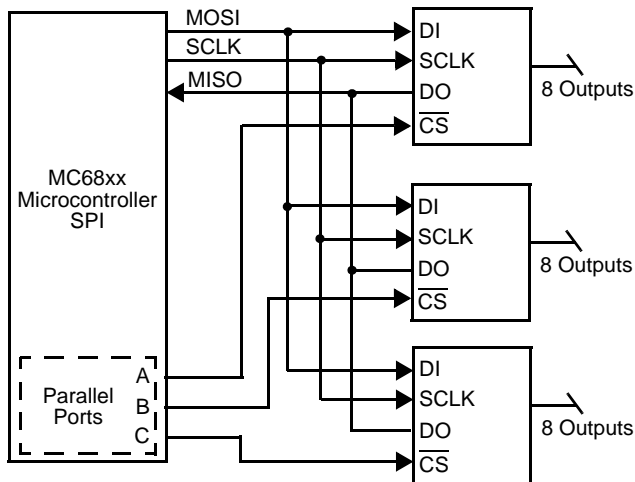 MOSI
SCLK
MISO
MC68xx
Microcontroller
SPI
Parallel
Ports
A
B
C
DI
SCLK
DO
CS
8 Outputs
DI
SCLK
DO
CS
8 Outputs
DI
SCLK
DO
CS
8 Outputs